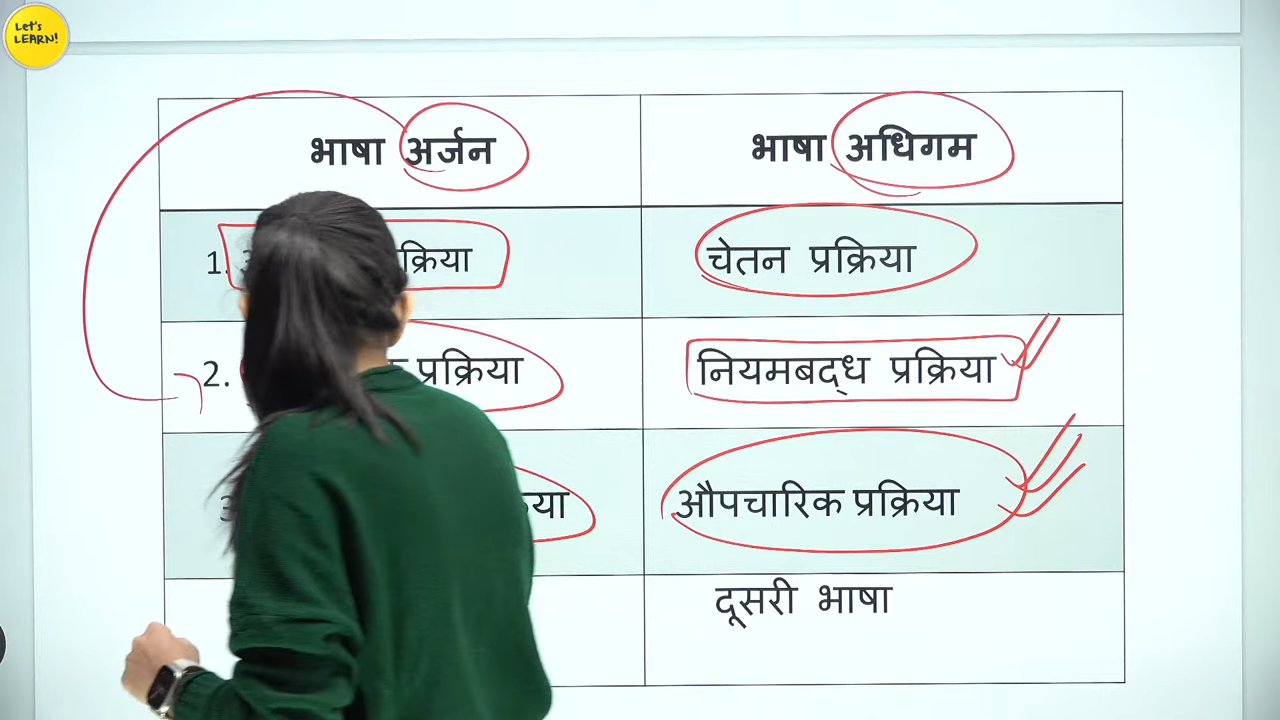 Let's
LEARN!
भाषा अर्जन
भाषा अधिगम
1.
चेतन प्रक्रिया
2. प्रक्रिया
नियमबद्ध प्रक्रिया
औपचारिक प्रक्रिया
दूसरी भाषा